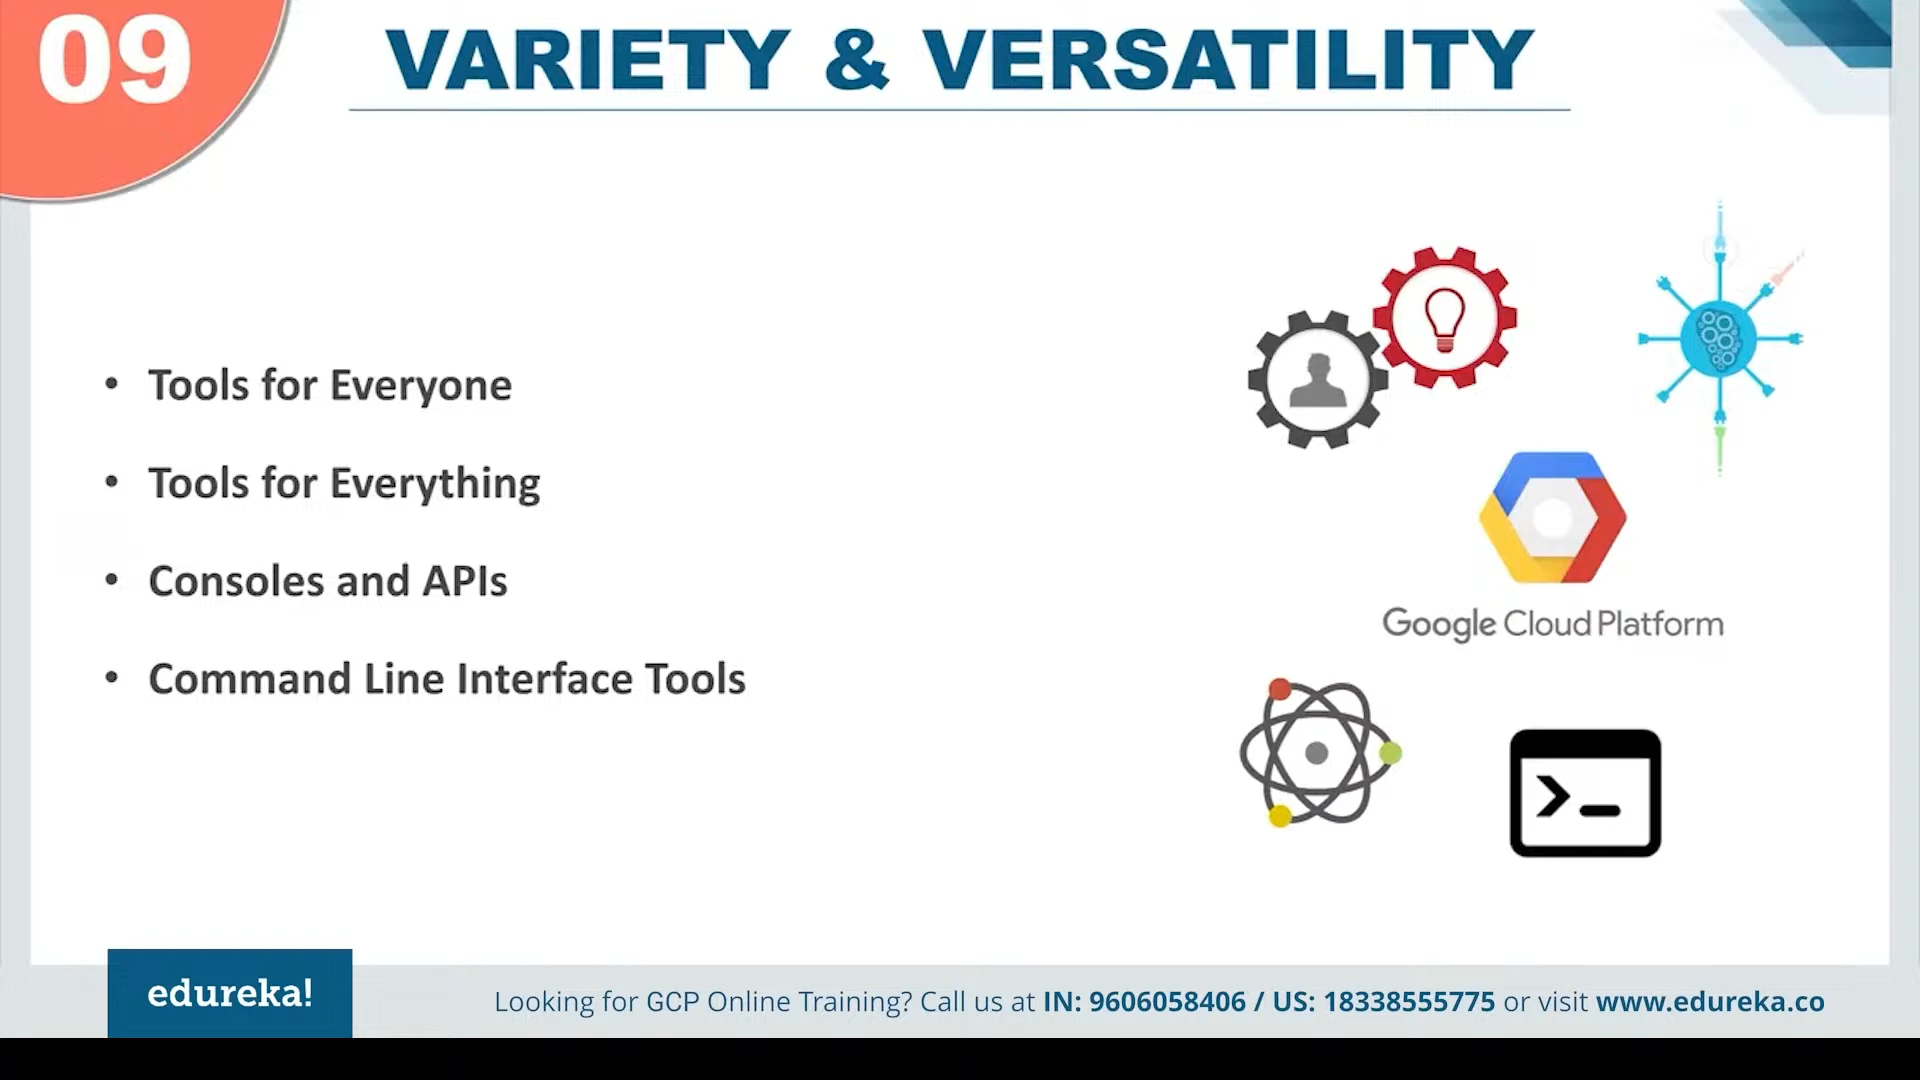 09
VARIETY & VERSATILITY
• Tools for Everyone
• Tools for Everything
• Consoles and APIs
• Command Line Interface Tools
Google Cloud Platform
>_
edureka!
Looking for GCP Online Training? Call us at IN: 9606058406 / US: 18338555775 or visit www.edureka.co